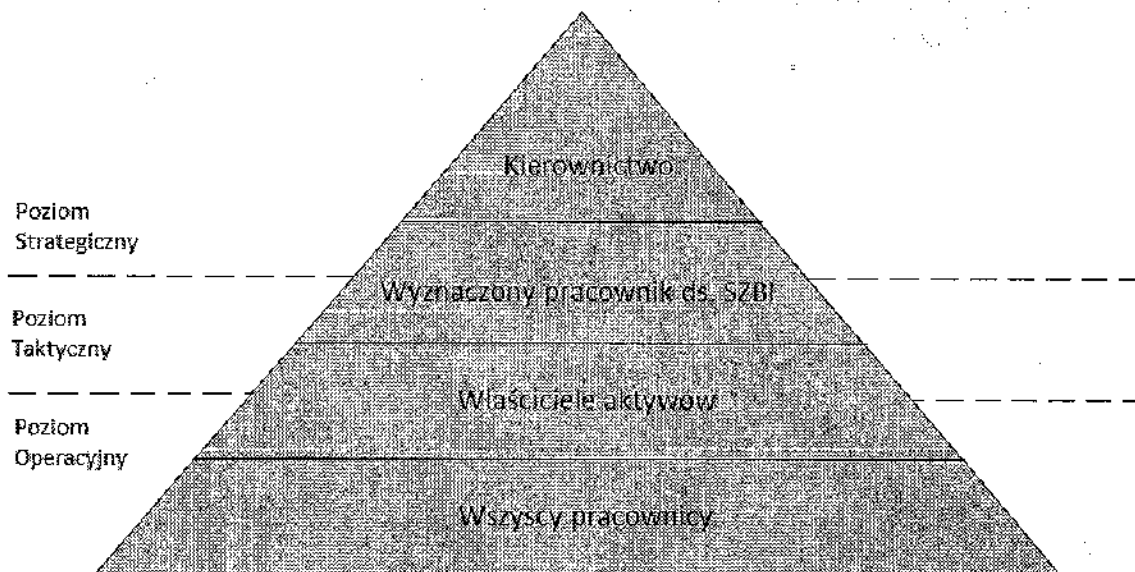 Kierownictwo
Poziom
Strategiczny
Wyznaczony pracownik ds. SZBI
Poziom
Taktyczny
Właściciele aktywów
Poziom
Operacyjny
Wszyscy pracownicy